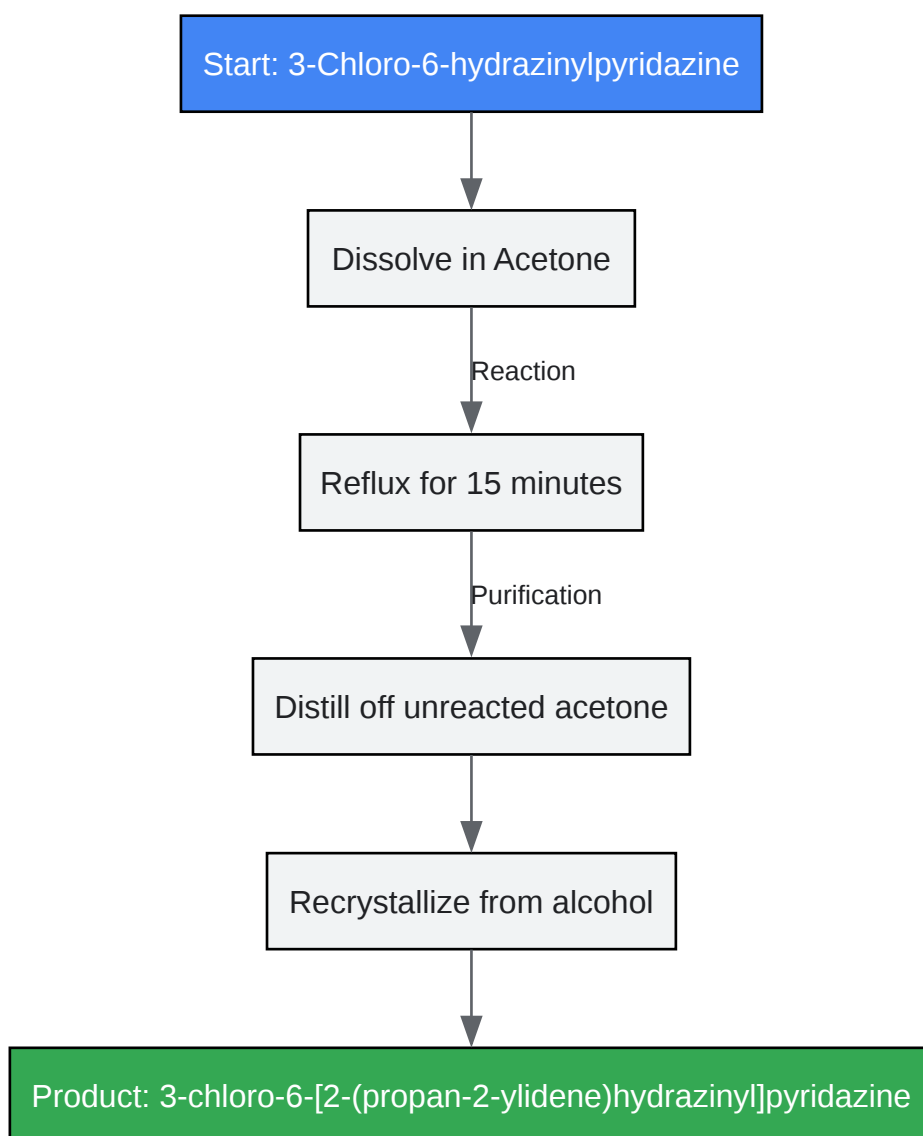 Start: 3-Chloro-6-hydrazinylpyridazine
Dissolve in Acetone
Reaction
Reflux for 15 minutes
Purification
Distill off unreacted acetone
Recrystallize from alcohol
Product: 3-chloro-6-[2-(propan-2-ylidene)hydrazinyl]pyridazine